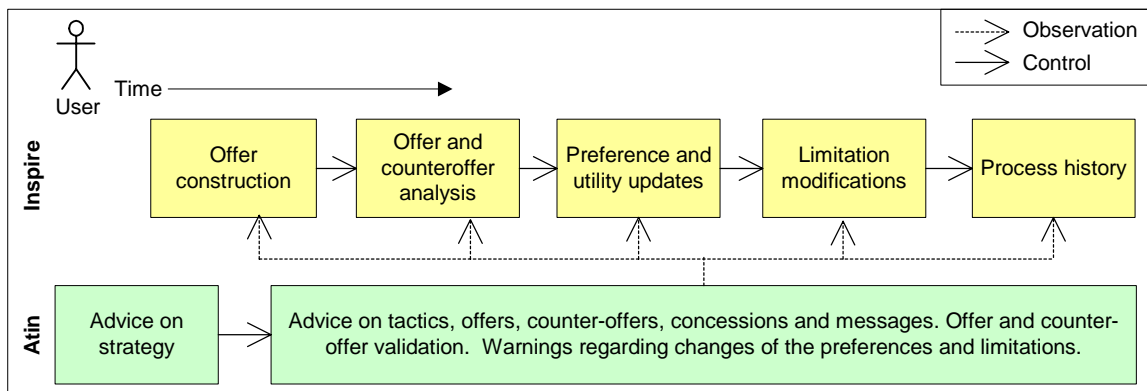 Observation
Control
User
Time
Inspire
Offer
construction
Offer and
counteroffer
analysis
Preference and
utility updates
Limitation
modifications
Process history
Atin
Advice on
strategy
Advice on tactics, offers, counter-offers, concessions and messages. Offer and counter-
offer validation.  Warnings regarding changes of the preferences and limitations.